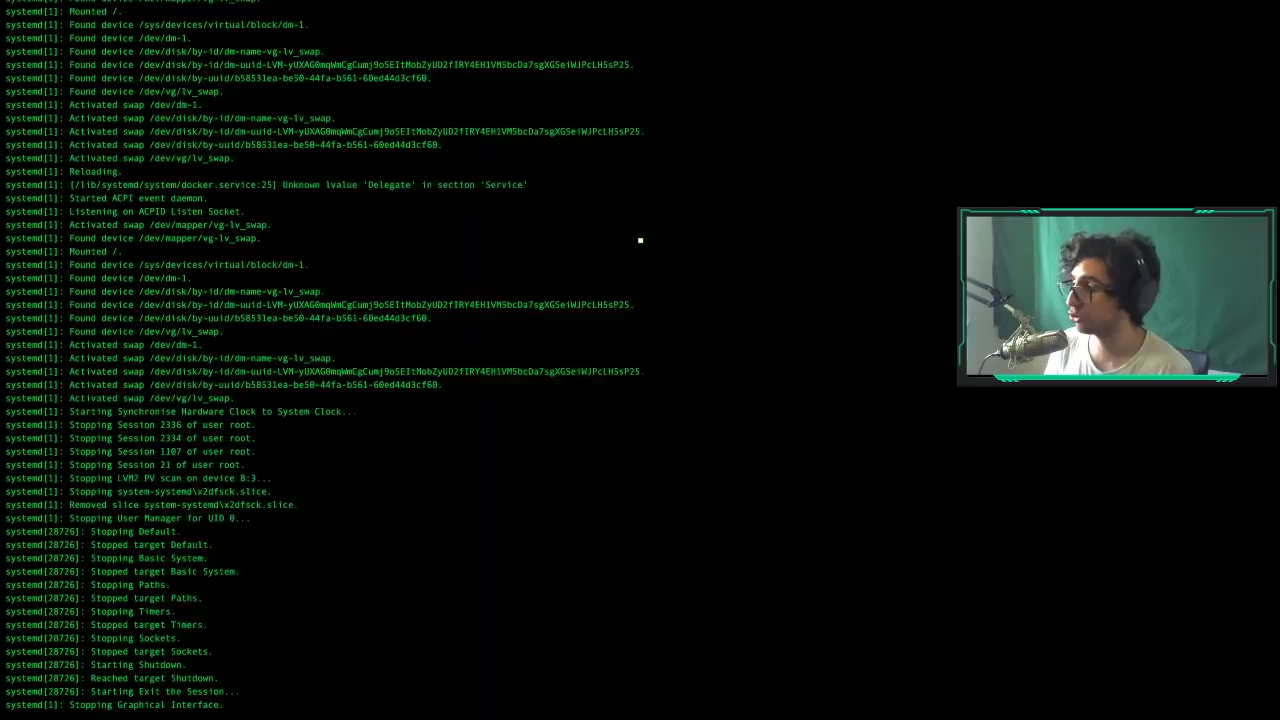 systemd[1]: Mounted /.
systemd[1]: Found device /sys/devices/virtual/block/dm-1.
systemd[1]: Found device /dev/dm-1.
systemd[1]: Found device /dev/disk/by-id/dm-name-vg-lv_swap.
systemd[1]: Found device /dev/disk/by-id/dm-uuid-LVM-yUXAG0mqWmCgCumj9oSEItMobZyUD2fIRY4EH1VM5bcDa7sgXGSeiWJPcLH5sP25.
systemd[1]: Found device /dev/disk/by-uuid/b58531ea-be50-44fa-b561-60ed44d3cf60.
systemd[1]: Found device /dev/vg/lv_swap.
systemd[1]: Activated swap /dev/dm-1.
systemd[1]: Activated swap /dev/disk/by-id/dm-name-vg-lv_swap.
systemd[1]: Activated swap /dev/disk/by-id/dm-uuid-LVM-yUXAG0mqWmCgCumj9oSEItMobZyUD2fIRY4EH1VM5bcDa7sgXGSeiWJPcLH5sP25.
systemd[1]: Activated swap /dev/disk/by-uuid/b58531ea-be50-44fa-b561-60ed44d3cf60.
systemd[1]: Activated swap /dev/vg/lv_swap.
systemd[1]: Reloading.
systemd[1]: [/lib/systemd/system/docker.service:25] Unknown lvalue 'Delegate' in section 'Service'
systemd[1]: Started ACPI event daemon.
systemd[1]: Listening on ACPID Listen Socket.
systemd[1]: Activated swap /dev/mapper/vg-lv_swap.
systemd[1]: Found device /dev/mapper/vg-lv_swap.
systemd[1]: Mounted /.
systemd[1]: Found device /sys/devices/virtual/block/dm-1.
systemd[1]: Found device /dev/dm-1.
systemd[1]: Found device /dev/disk/by-id/dm-name-vg-lv_swap.
systemd[1]: Found device /dev/disk/by-id/dm-uuid-LVM-yUXAG0mqWmCgCumj9oSEItMobZyUD2fIRY4EH1VM5bcDa7sgXGSeiWJPcLH5sP25.
systemd[1]: Found device /dev/disk/by-uuid/b58531ea-be50-44fa-b561-60ed44d3cf60.
systemd[1]: Found device /dev/vg/lv_swap.
systemd[1]: Activated swap /dev/dm-1.
systemd[1]: Activated swap /dev/disk/by-id/dm-name-vg-lv_swap.
systemd[1]: Activated swap /dev/disk/by-id/dm-uuid-LVM-yUXAG0mqWmCgCumj9oSEItMobZyUD2fIRY4EH1VM5bcDa7sgXGSeiWJPcLH5sP25.
systemd[1]: Activated swap /dev/disk/by-uuid/b58531ea-be50-44fa-b561-60ed44d3cf60.
systemd[1]: Activated swap /dev/vg/lv_swap.
systemd[1]: Starting Synchronise Hardware Clock to System Clock...
systemd[1]: Stopping Session 2336 of user root.
systemd[1]: Stopping Session 2334 of user root.
systemd[1]: Stopping Session 1107 of user root.
systemd[1]: Stopping Session 21 of user root.
systemd[1]: Stopping LVM2 PV scan on device 8:3...
systemd[1]: Stopping system-systemd\x2dfsck.slice.
systemd[1]: Removed slice system-systemd\x2dfsck.slice.
systemd[1]: Stopping User Manager for UID 0...
systemd[28726]: Stopping Default.
systemd[28726]: Stopped target Default.
systemd[28726]: Stopping Basic System.
systemd[28726]: Stopped target Basic System.
systemd[28726]: Stopping Paths.
systemd[28726]: Stopped target Paths.
systemd[28726]: Stopping Timers.
systemd[28726]: Stopped target Timers.
systemd[28726]: Stopping Sockets.
systemd[28726]: Stopped target Sockets.
systemd[28726]: Starting Shutdown.
systemd[28726]: Reached target Shutdown.
systemd[28726]: Starting Exit the Session...
systemd[1]: Stopping Graphical Interface.